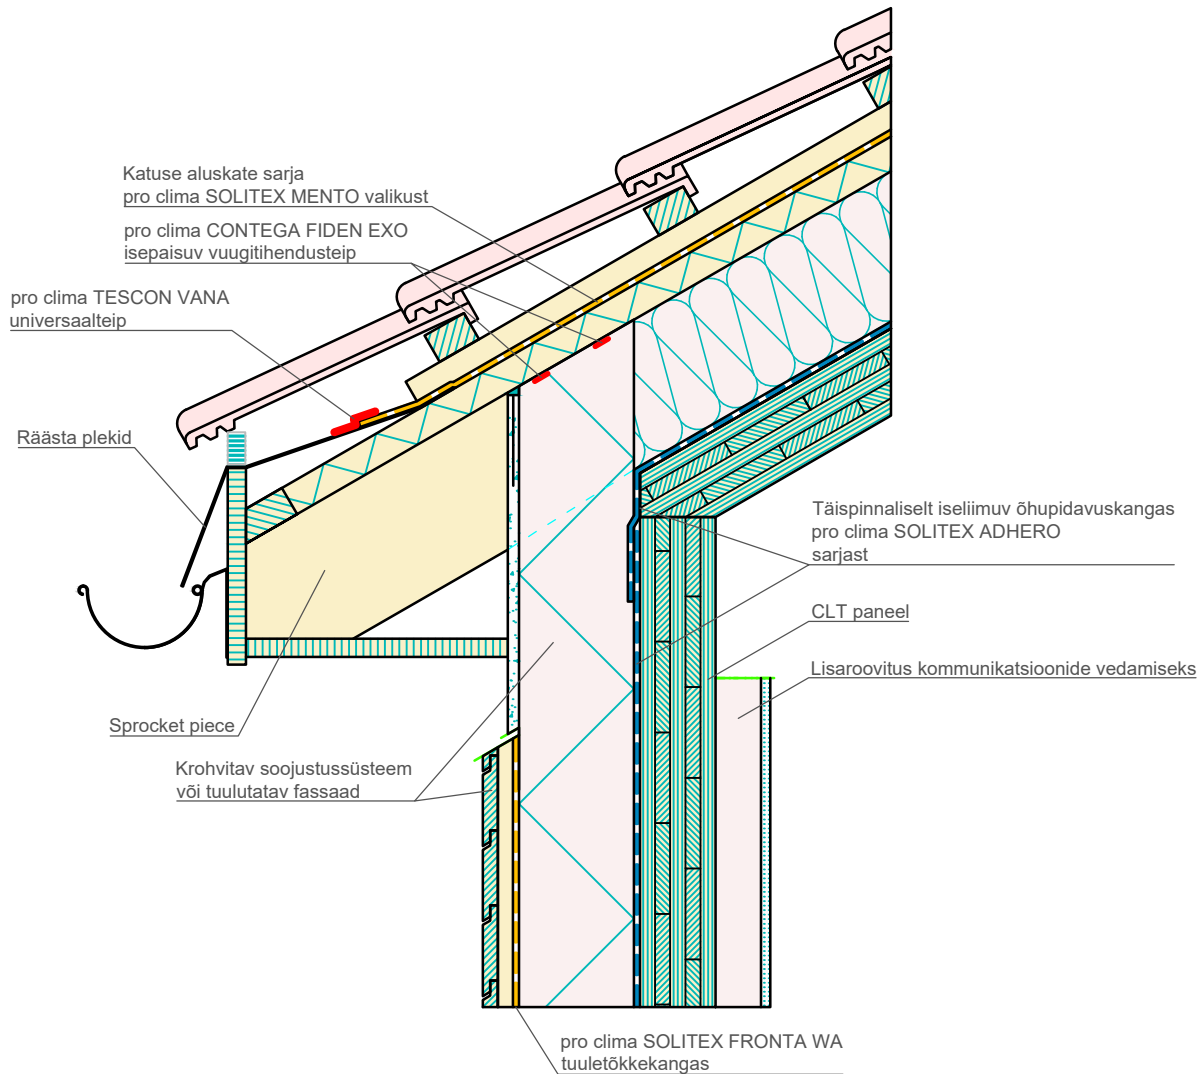 Katuse aluskate sarja
pro clima SOLITEX MENTO valikust
pro clima CONTEGA FIDEN EXO
isepaisuv vuugitihendusteip
pro clima TESCON VANA
universaalteip
Räästa plekid
Täispinnaliselt iseliimuv õhupidavuskangas
pro clima SOLITEX ADHERO
sarjast
CLT paneel
Lisaroovitus kommunikatsioonide vedamiseks
Sprocket piece
Krohvitav soojustussüsteem
või tuulutatav fassaad
pro clima SOLITEX FRONTA WA
tuuletõkkekangas